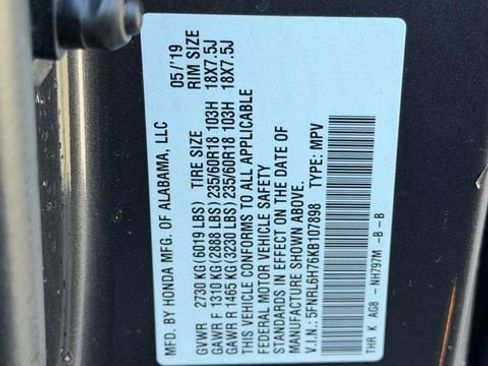 MFD. BY HONDA MFG. OF ALABAMA, LLC 05/'19
TIRE SIZE RIM SIZE
GVWR 2730 KG (6019 LBS)
GAWR F 1310 KG (2888 LBS) 235/60R18 103H 18X7.5J
GAWR R 1465 KG (3230 LBS) 235/60R18 103H 18X7.5J
THIS VEHICLE CONFORMS TO ALL APPLICABLE
FEDERAL MOTOR VEHICLE SAFETY
STANDARDS IN EFFECT ON THE DATE OF
MANUFACTURE SHOWN ABOVE.
V.I.N.: 5FNRL6H76KB107898 TYPE: MPV
THR K AG8 - NH797M -B -B